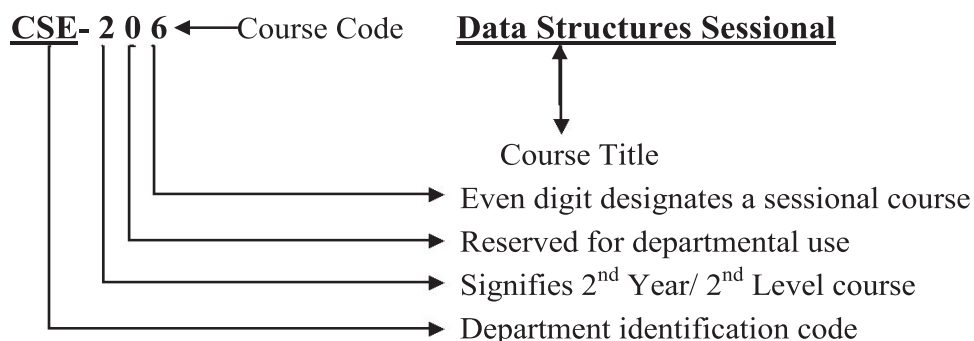 CSE- 2 0 6 Course Code Data Structures Sessional
Course Title
Even digit designates a sessional course
Reserved for departmental use
Signifies 2nd Year/ 2nd Level course
Department identification code